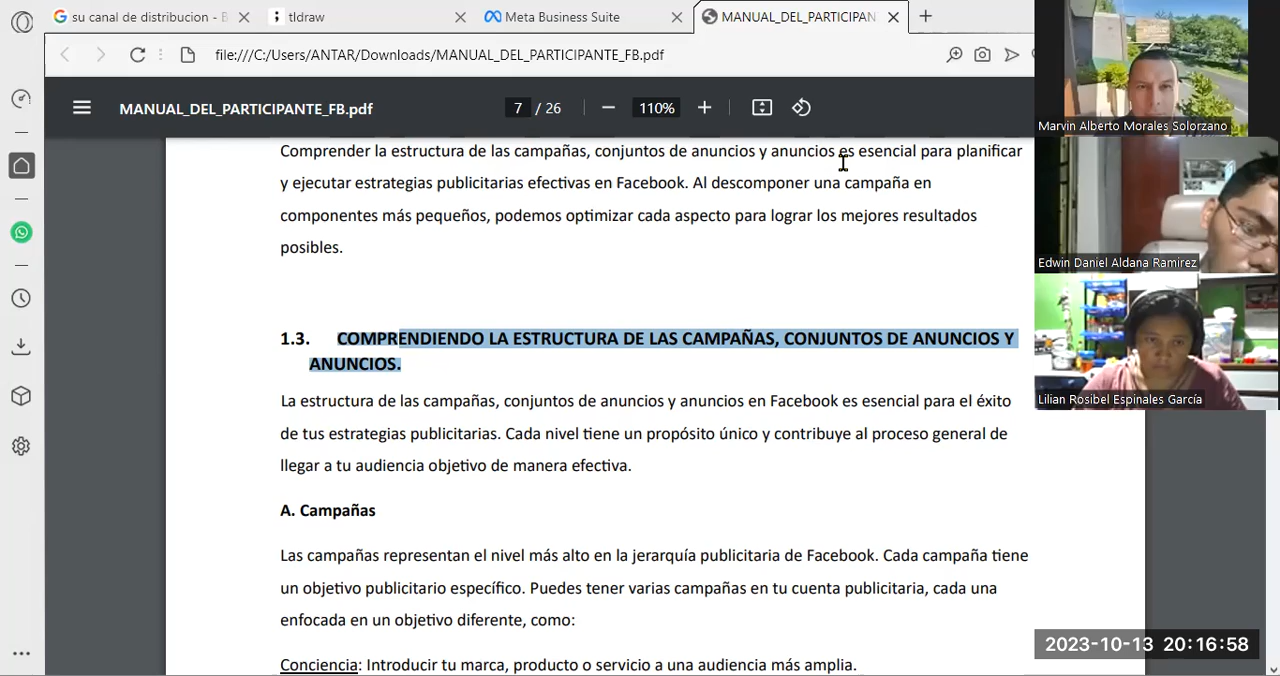 su canal de distribucion - B
tldraw
Meta Business Suite
MANUAL_DEL_PARTICIPAN
file:///C:/Users/ANTAR/Downloads/MANUAL_DEL_PARTICIPANTE_FB.pdf
MANUAL_DEL_PARTICIPANTE_FB.pdf
7 / 26
110%
Comprender la estructura de las campañas, conjuntos de anuncios y anuncios es esencial para planificar
y ejecutar estrategias publicitarias efectivas en Facebook. Al descomponer una campaña en
componentes más pequeños, podemos optimizar cada aspecto para lograr los mejores resultados
posibles.
1.3. COMPRENDIENDO LA ESTRUCTURA DE LAS CAMPAÑAS, CONJUNTOS DE ANUNCIOS Y
ANUNCIOS.
La estructura de las campañas, conjuntos de anuncios y anuncios en Facebook es esencial para el éxito
de tus estrategias publicitarias. Cada nivel tiene un propósito único y contribuye al proceso general de
llegar a tu audiencia objetivo de manera efectiva.
A. Campañas
Las campañas representan el nivel más alto en la jerarquía publicitaria de Facebook. Cada campaña tiene
un objetivo publicitario específico. Puedes tener varias campañas en tu cuenta publicitaria, cada una
enfocada en un objetivo diferente, como:
Conciencia: Introducir tu marca, producto o servicio a una audiencia más amplia.
Marvin Alberto Morales Solorzano
Edwin Daniel Aldana Ramirez
Lilian Rosibel Espinales García
2023-10-13 20:16:58